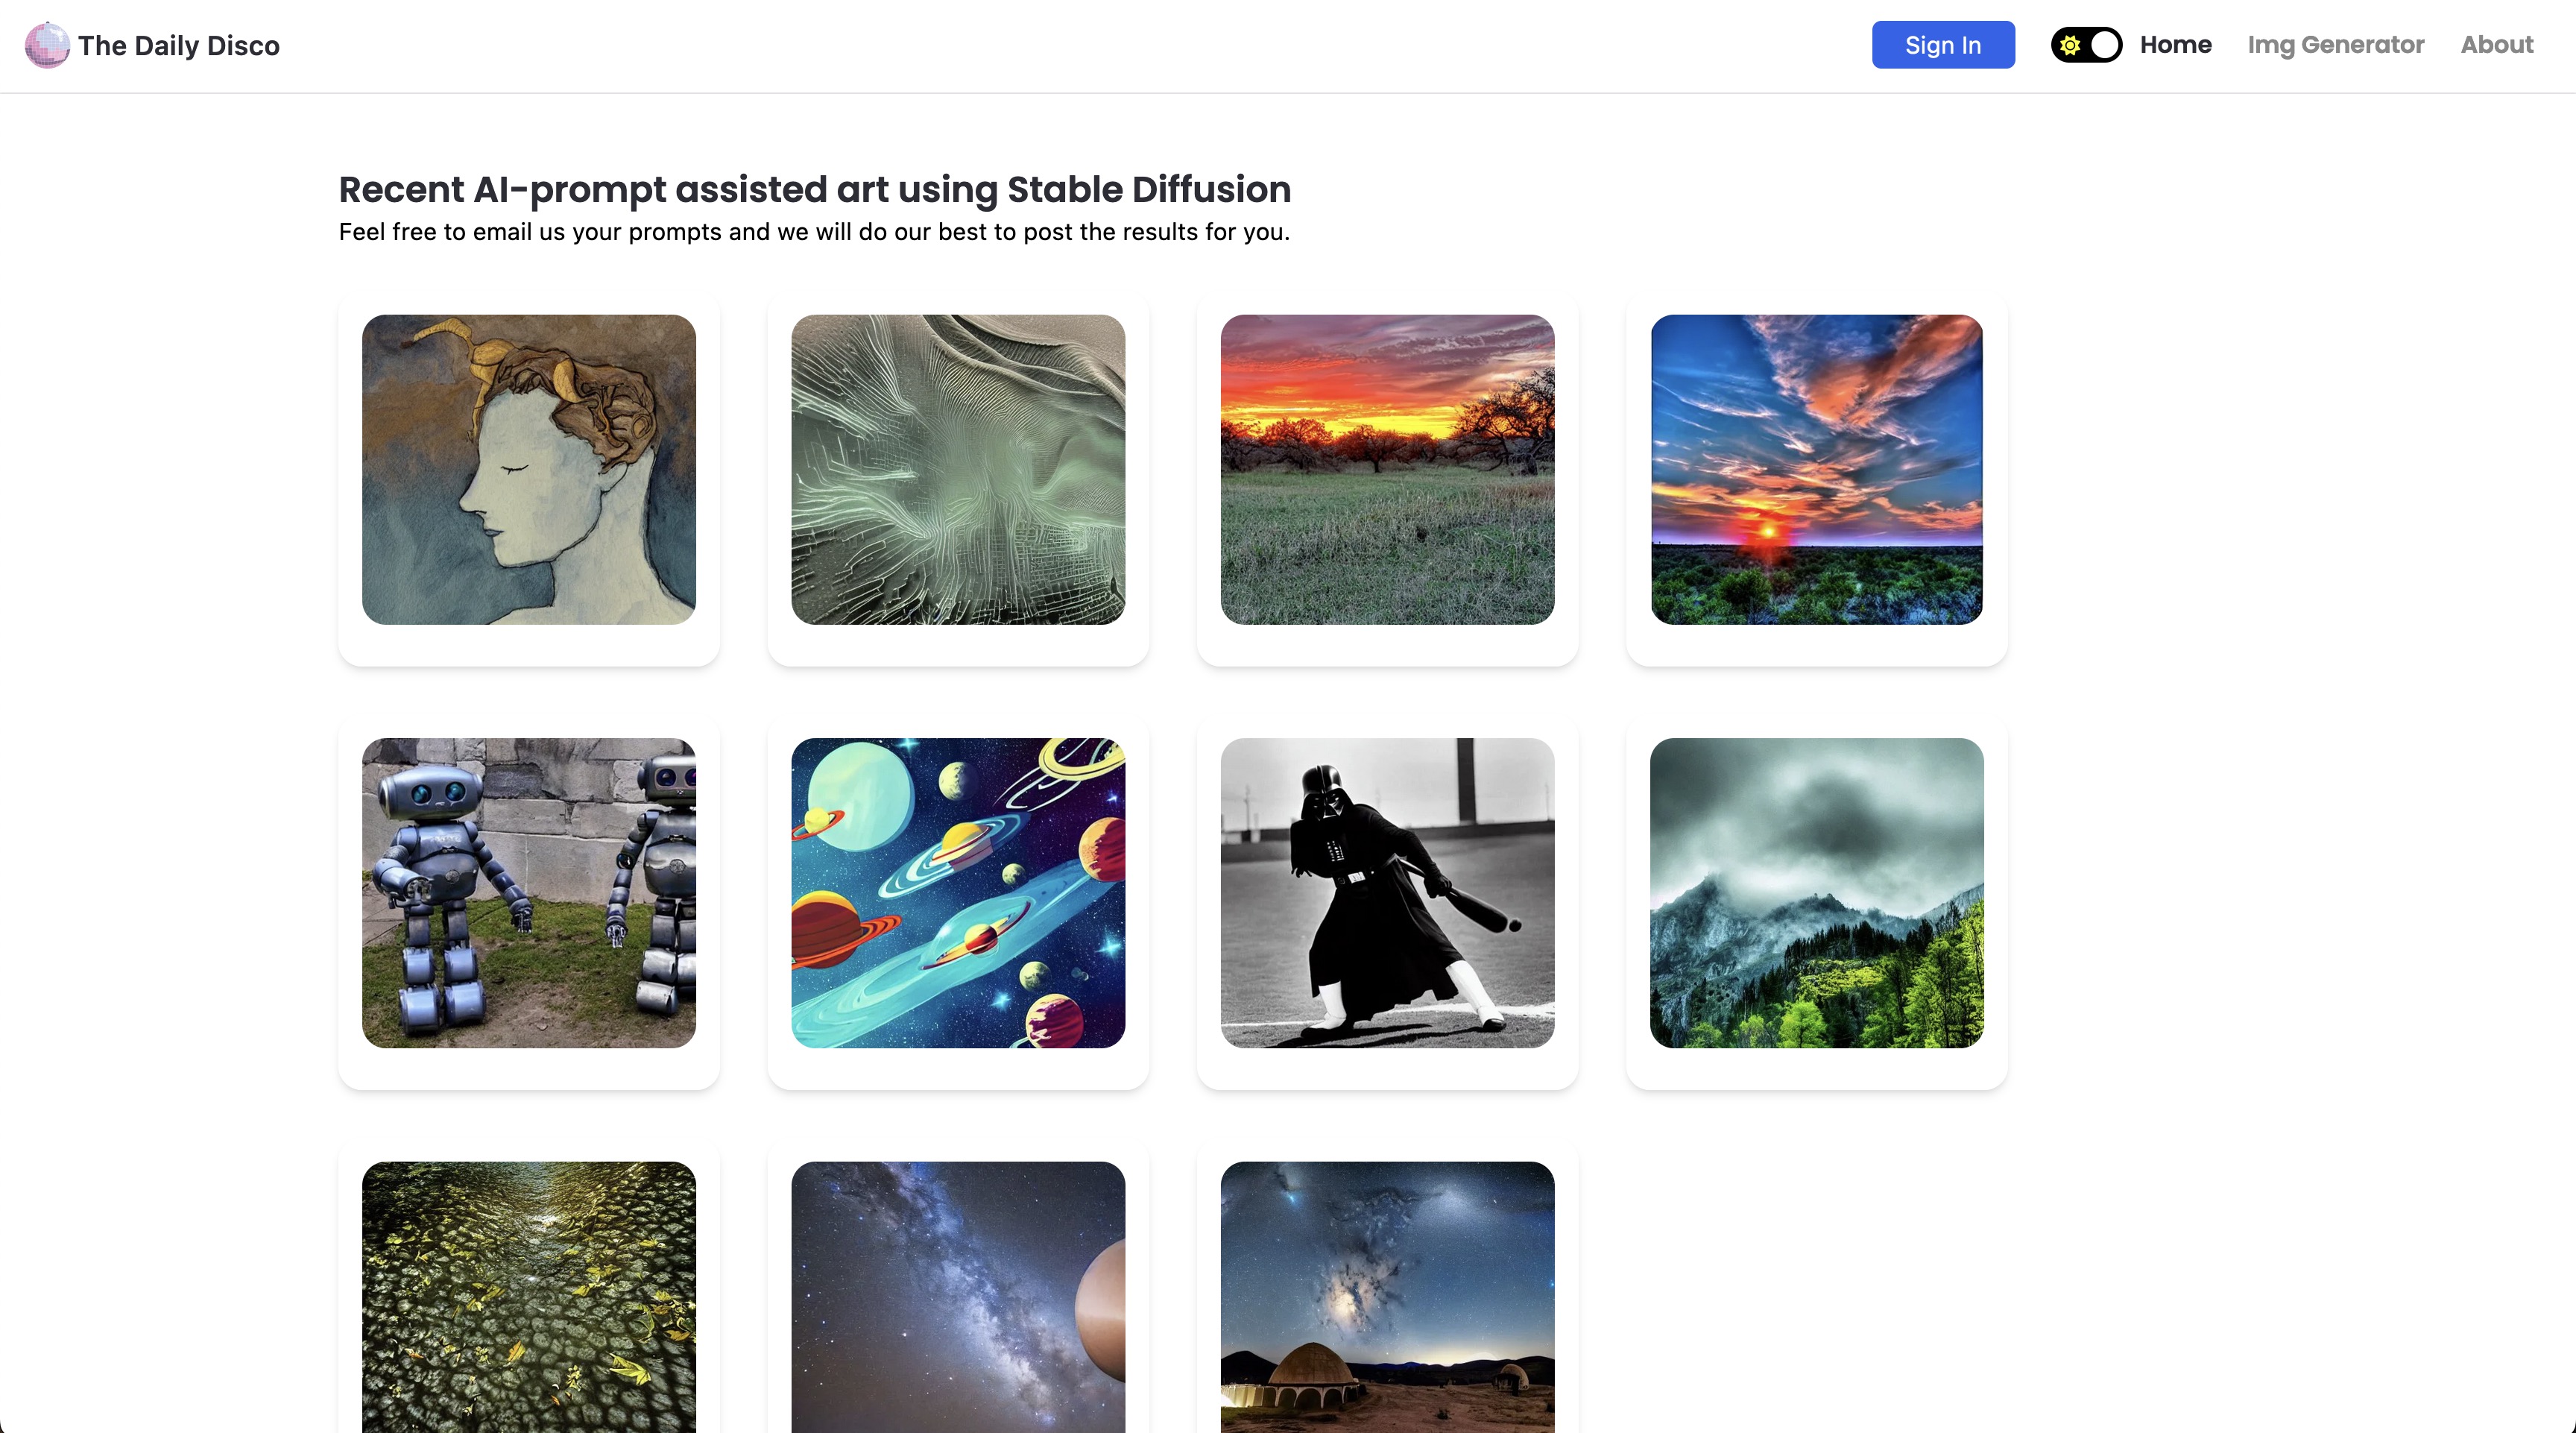 The Daily Disco
Sign In
Home
Img Generator
About
Recent AI-prompt assisted art using Stable Diffusion
Feel free to email us your prompts and we will do our best to post the results for you.